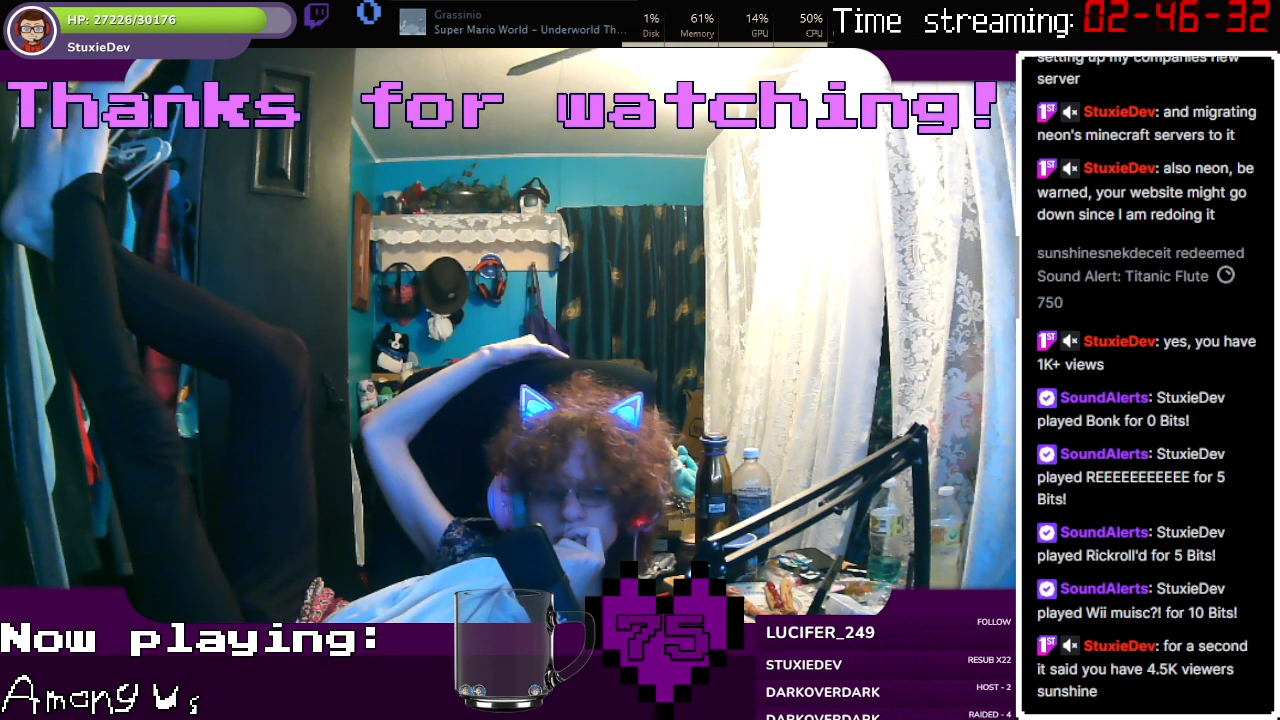 HP: 27226/30176
StuxieDev
Grassinio
Super Mario World - Underworld Th...
1% 61% 14% 50%
Disk Memory GPU CPU
Time streaming: 02-46-32
Thanks for watching!
setting up my companies new
server
1ST StuxieDev: and migrating
neon's minecraft servers to it
1ST StuxieDev: also neon, be
warned, your website might go
down since I am redoing it
sunshinesnekdeceit redeemed
Sound Alert: Titanic Flute
750
1ST StuxieDev: yes, you have
1K+ views
SoundAlerts: StuxieDev
played Bonk for 0 Bits!
SoundAlerts: StuxieDev
played REEEEEEEEEEE for 5
Bits!
SoundAlerts: StuxieDev
played Rickroll'd for 5 Bits!
SoundAlerts: StuxieDev
played Wii muisc?! for 10 Bits!
1ST StuxieDev: for a second
it said you have 4.5K viewers
sunshine
Now playing:
Among Us
75
LUCIFER_249 FOLLOW
STUXIEDEV RESUB X22
DARKOVERDARK HOST - 2
DARKOVERDARK RAIDED - 4